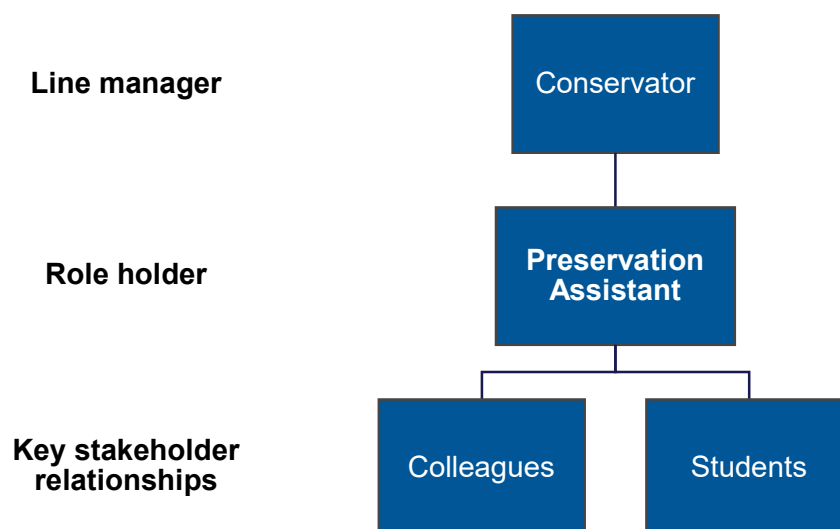 Line manager
Conservator
Role holder
Preservation
Assistant
Key stakeholder
relationships
Colleagues
Students